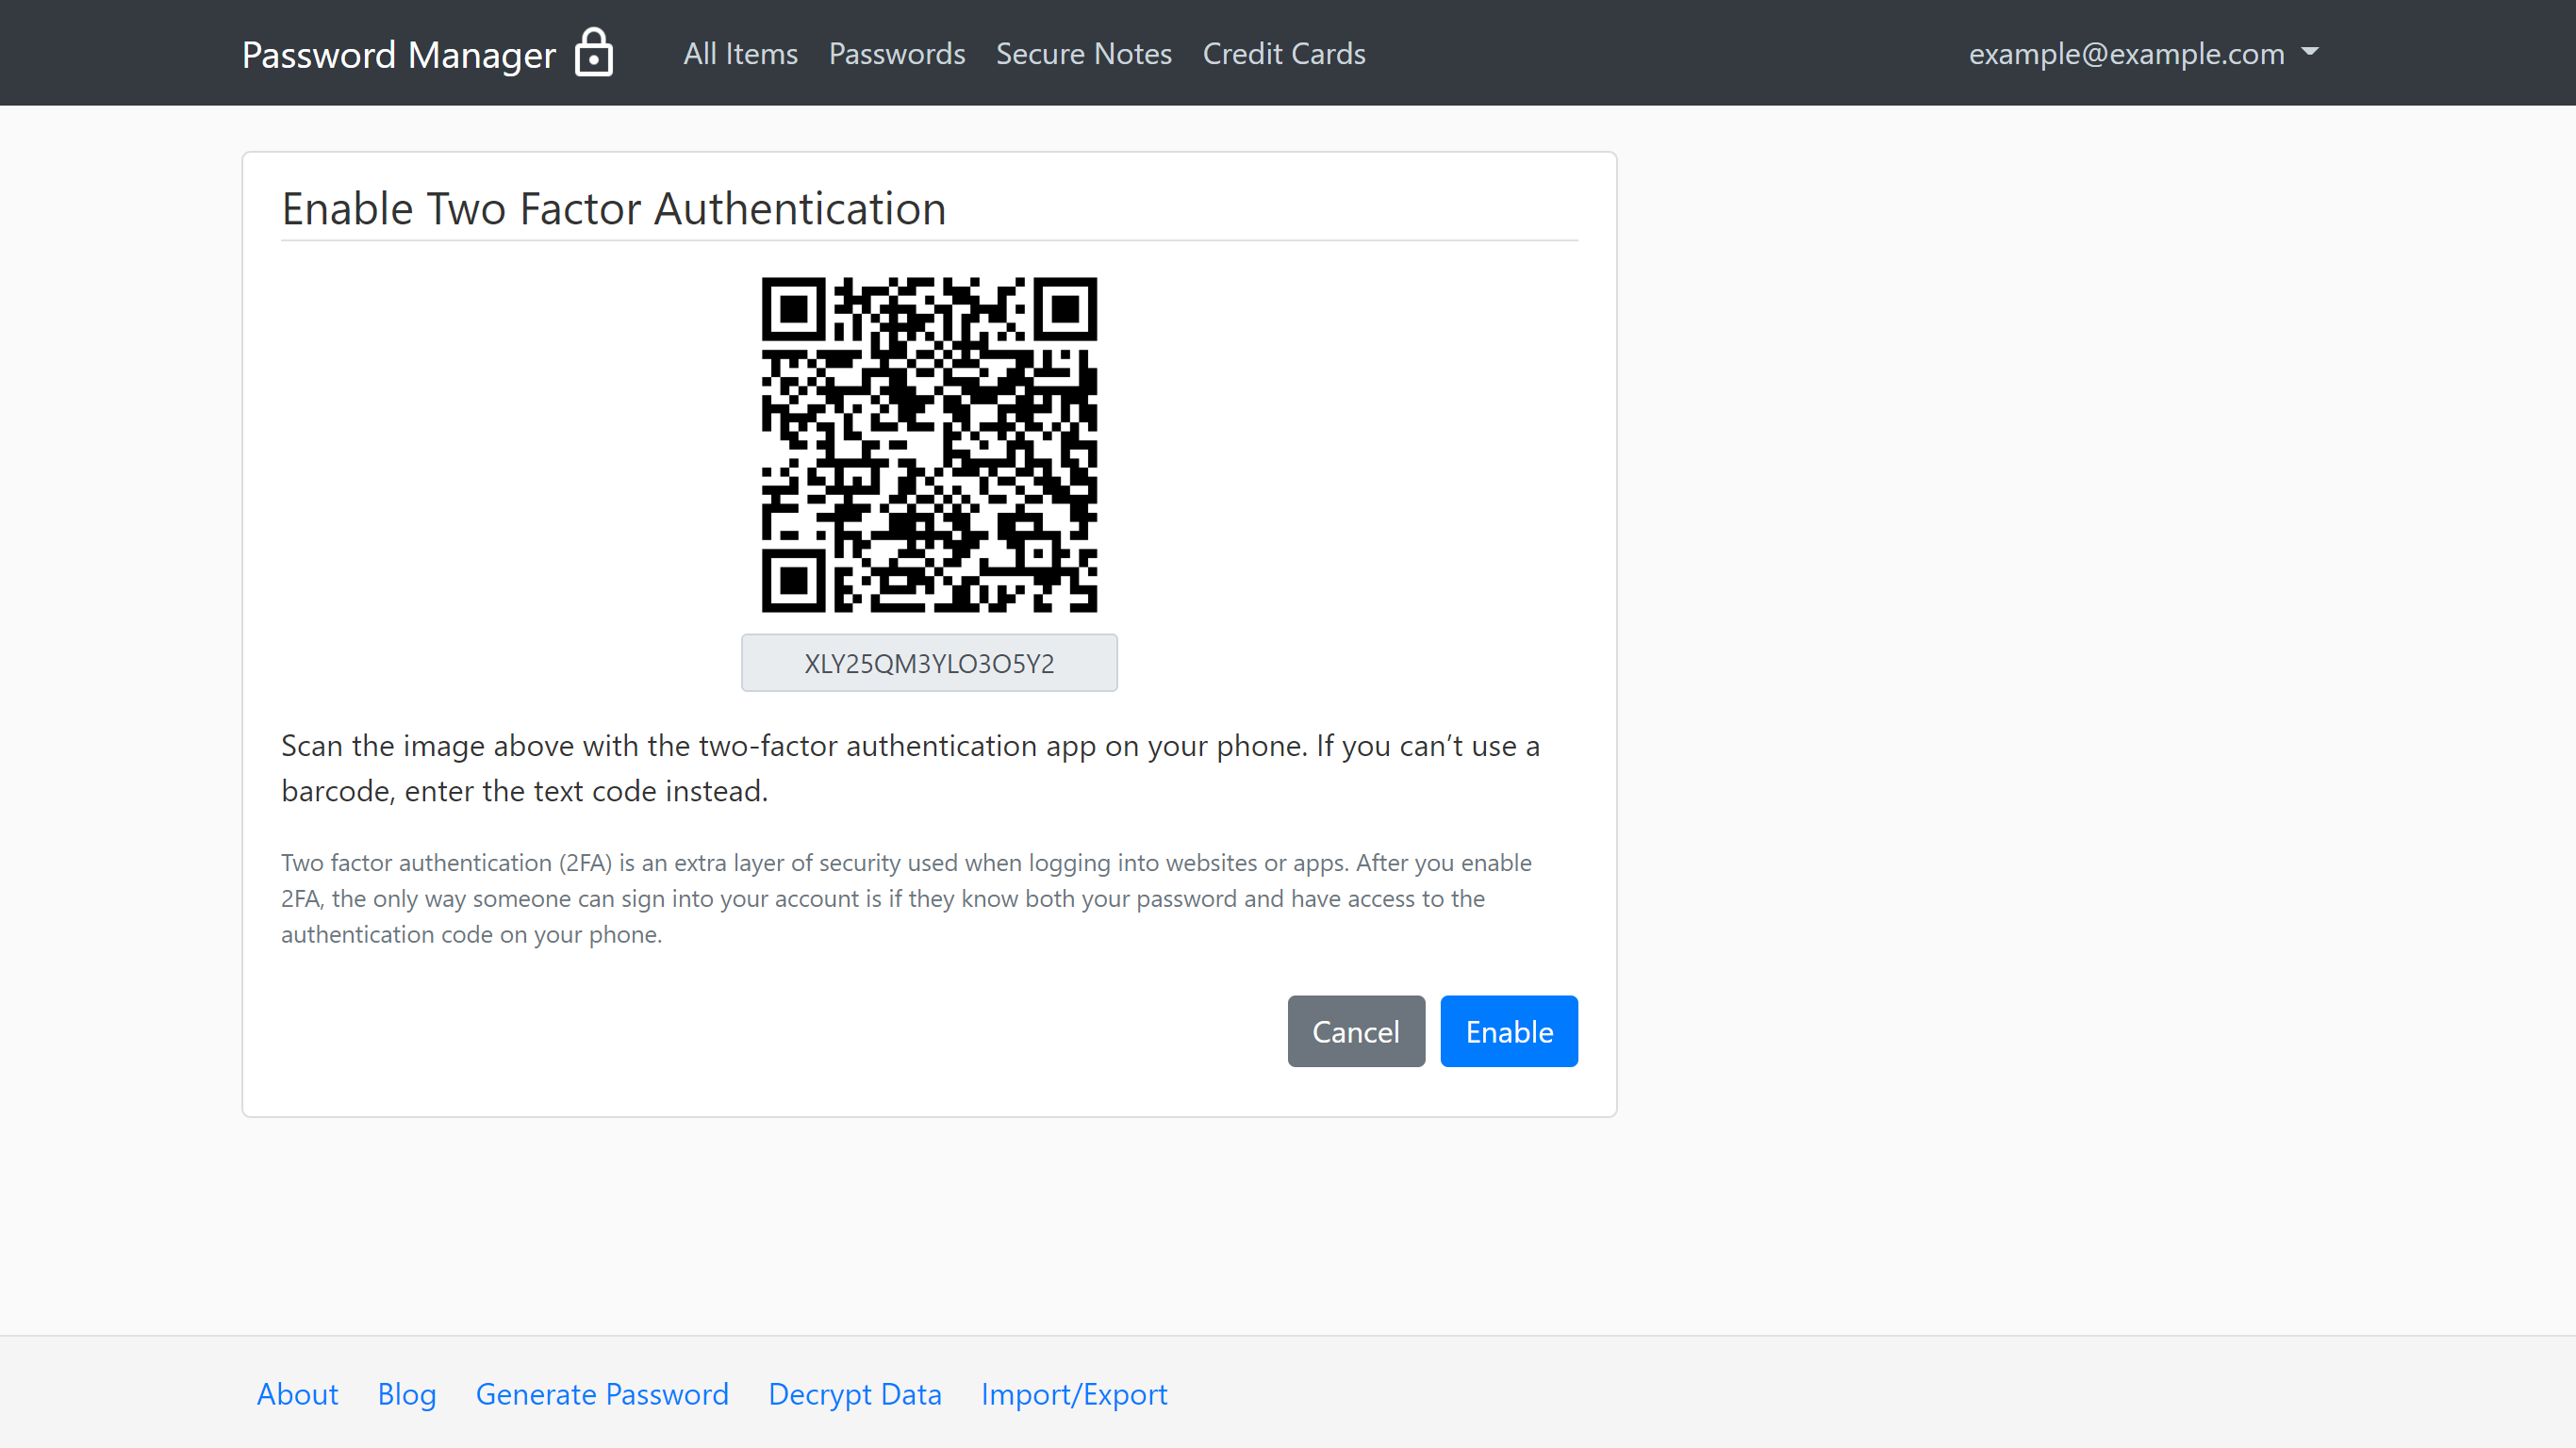 Password Manager
All Items Passwords Secure Notes Credit Cards
example@example.com
Enable Two Factor Authentication
XLY25QM3YLO3O5Y2
Scan the image above with the two-factor authentication app on your phone. If you can’t use a
barcode, enter the text code instead.
Two factor authentication (2FA) is an extra layer of security used when logging into websites or apps. After you enable
2FA, the only way someone can sign into your account is if they know both your password and have access to the
authentication code on your phone.
Cancel Enable
About Blog Generate Password Decrypt Data Import/Export